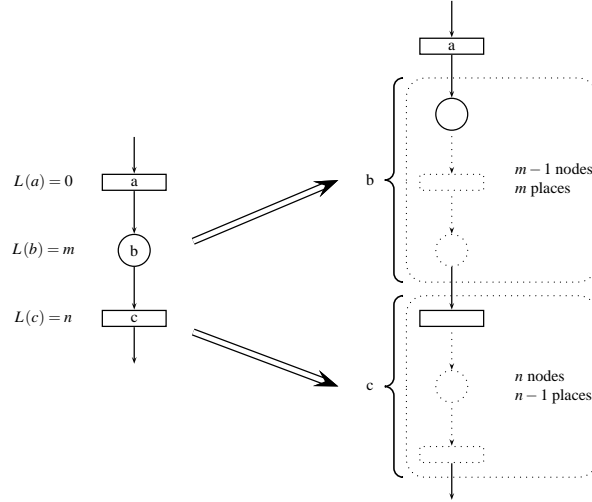 a
L(a) = 0
a
L(b) = m
b
L(c) = n
c
b
m − 1 nodes
m places
c
n nodes
n − 1 places